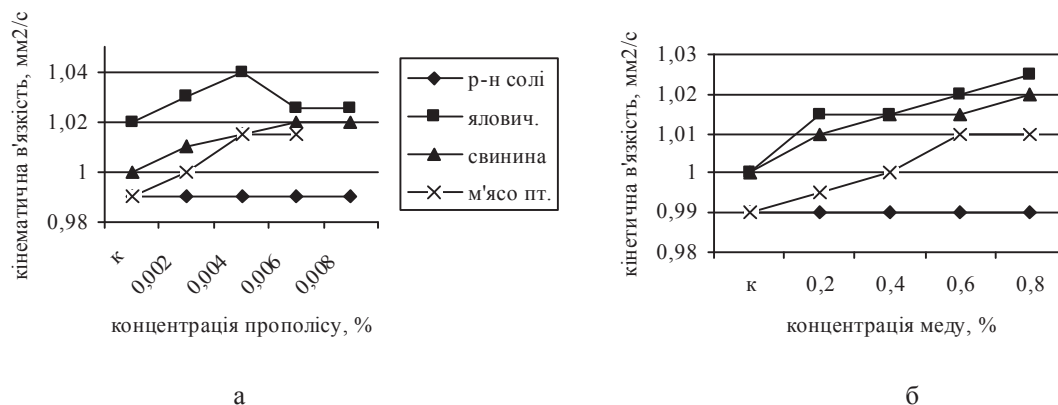 кінематична в'язкість, мм2/с
1,04
1,02
1
0,98
к
0,002
0,004
0,006
0,008
концентрація прополісу, %
р-н солі
ялович.
свинина
м'ясо пт.
а
кінетична в'язкість, мм2/с
1,03
1,02
1,01
1
0,99
0,98
к
0,2
0,4
0,6
0,8
концентрація меду, %
б